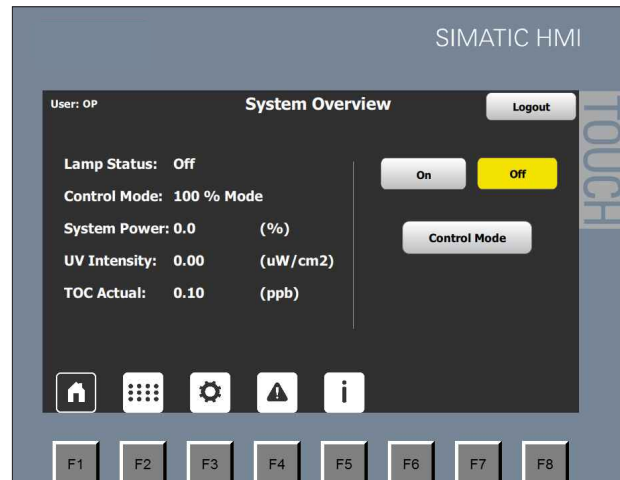 SIMATIC HMI
TOUCH
User: OP
System Overview
Logout
Lamp Status: Off
Control Mode: 100 % Mode
System Power: 0.0 (%)
UV Intensity: 0.00 (uW/cm2)
TOC Actual: 0.10 (ppb)
On
Off
Control Mode
i
F1 F2 F3 F4 F5 F6 F7 F8